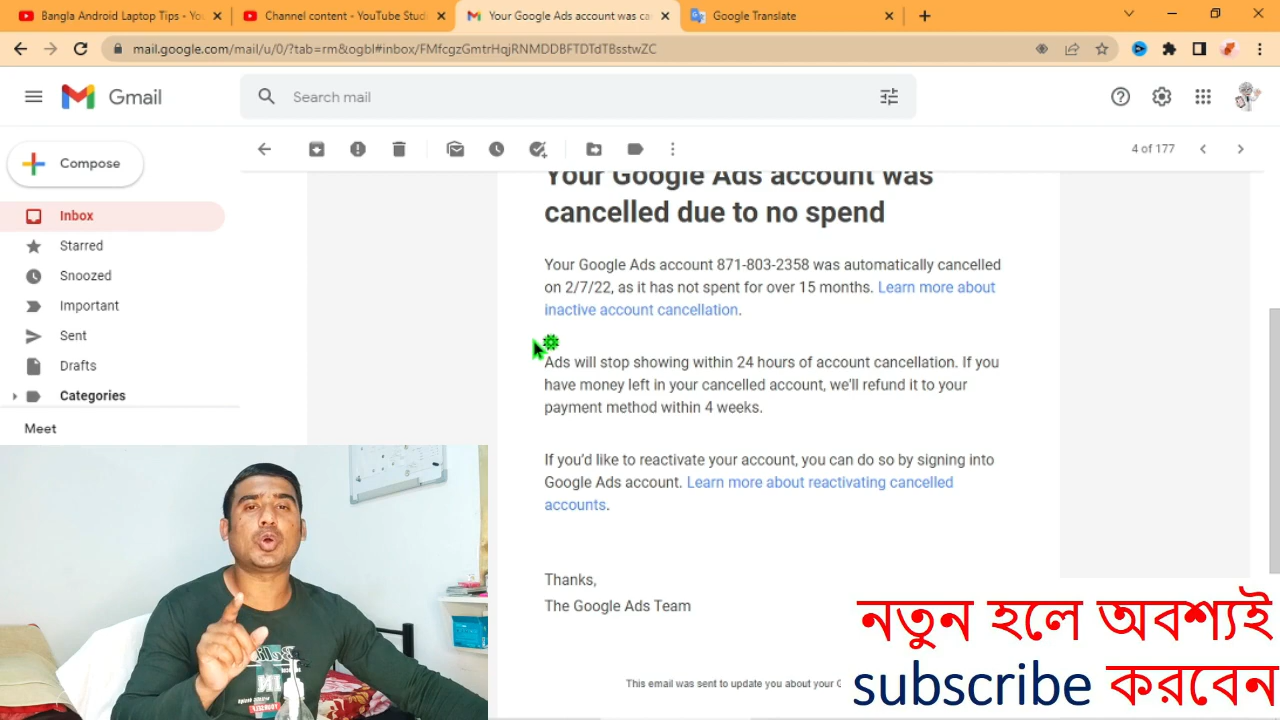 Bangla Android Laptop Tips - You
Channel content - YouTube Studi
Your Google Ads account was ca
Google Translate
mail.google.com/mail/u/0/?tab=rm&ogbl#inbox/FMfcgzGmtrHqjRNMDDBFTDTdTBsstwZC
Gmail
Search mail
Compose
4 of 177
Inbox
Starred
Snoozed
Important
Sent
Drafts
Categories
Meet
Your Google Ads account was
cancelled due to no spend
Your Google Ads account 871-803-2358 was automatically cancelled
on 2/7/22, as it has not spent for over 15 months. Learn more about
inactive account cancellation.
Ads will stop showing within 24 hours of account cancellation. If you
have money left in your cancelled account, we'll refund it to your
payment method within 4 weeks.
If you'd like to reactivate your account, you can do so by signing into
Google Ads account. Learn more about reactivating cancelled
accounts.
Thanks,
The Google Ads Team
This email was sent to update you about your G
নতুন হলে অবশ্যই
subscribe করবেন